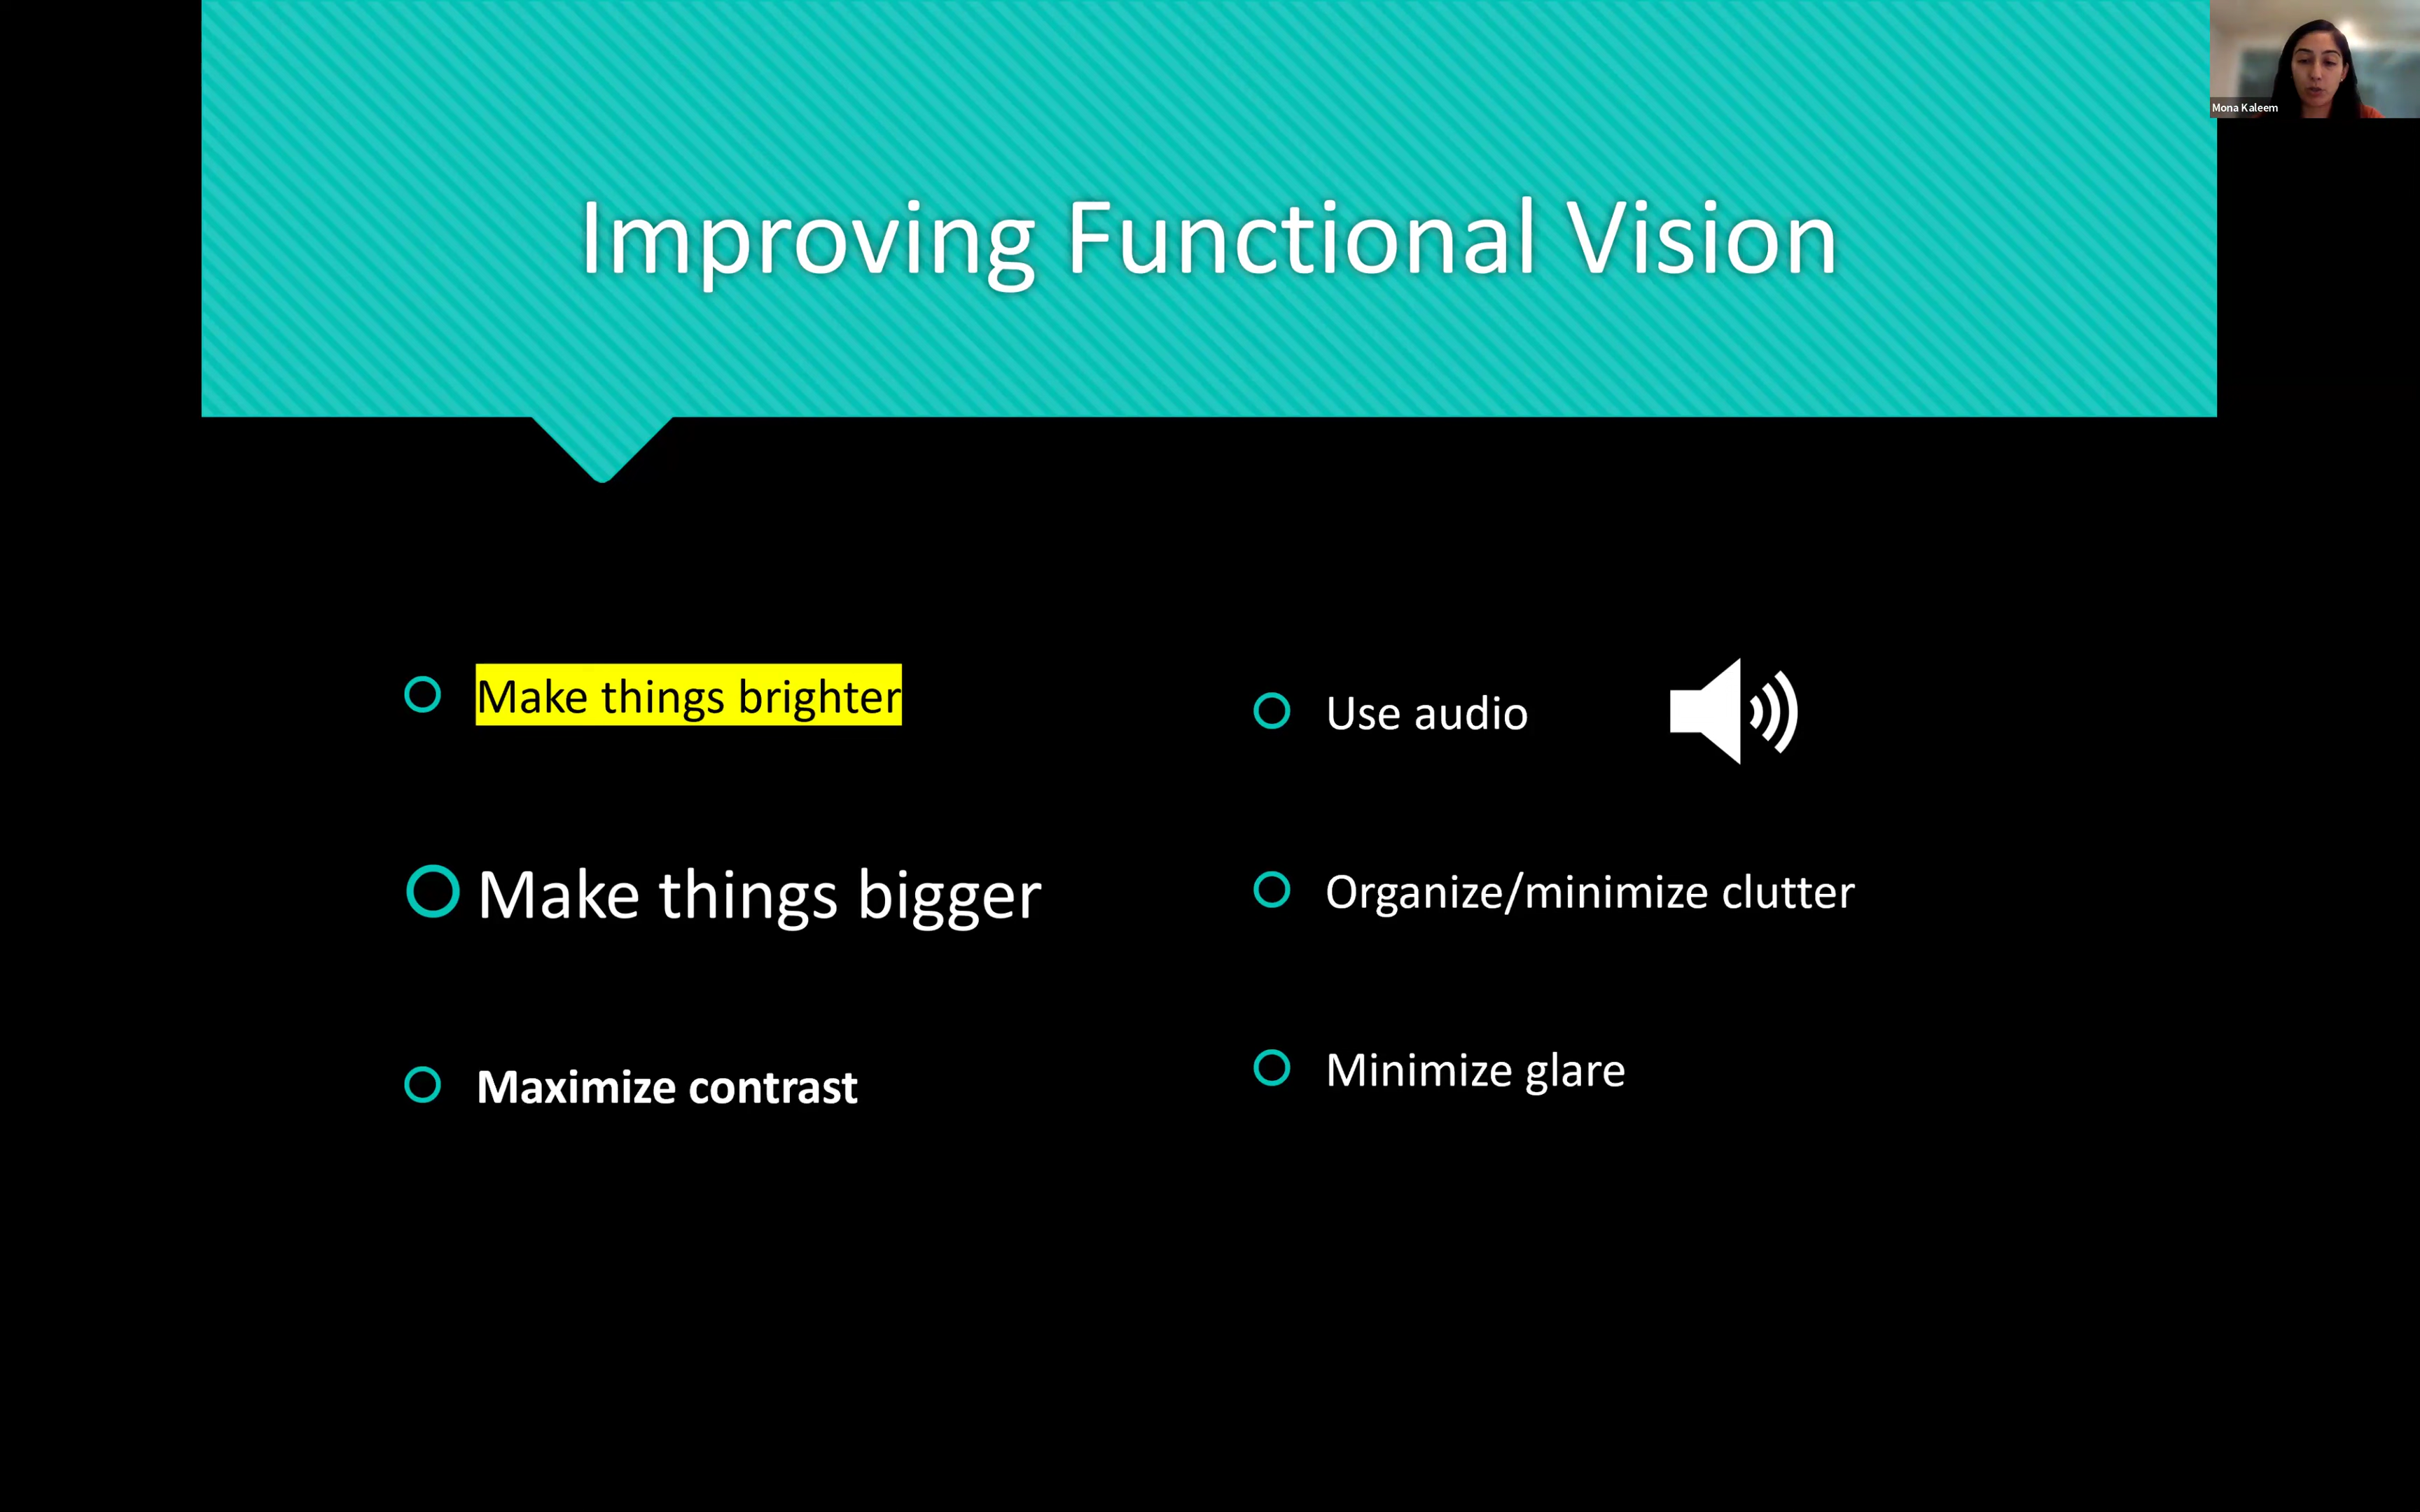 Mona Kaleem
Improving Functional Vision
Make things brighter
Make things bigger
Maximize contrast
Use audio
Organize/minimize clutter
Minimize glare